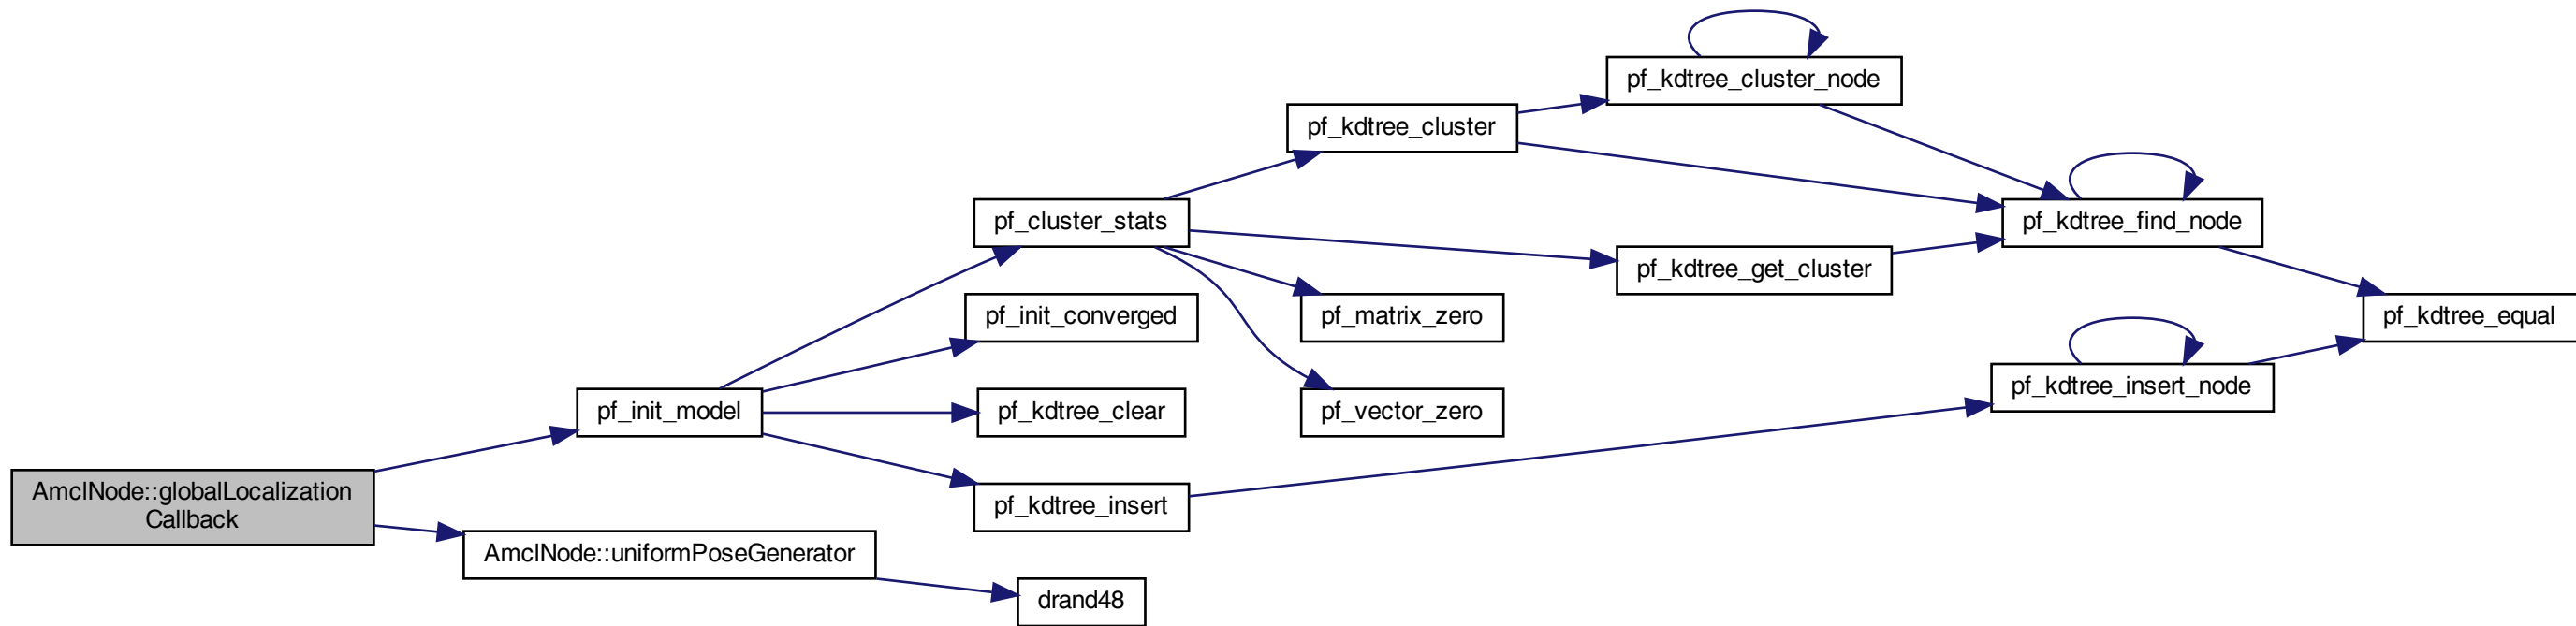 AmclNode::globalLocalization
Callback
pf_init_model
AmclNode::uniformPoseGenerator
pf_cluster_stats
pf_init_converged
pf_kdtree_clear
pf_kdtree_insert
drand48
pf_kdtree_cluster
pf_matrix_zero
pf_vector_zero
pf_kdtree_cluster_node
pf_kdtree_get_cluster
pf_kdtree_find_node
pf_kdtree_insert_node
pf_kdtree_equal